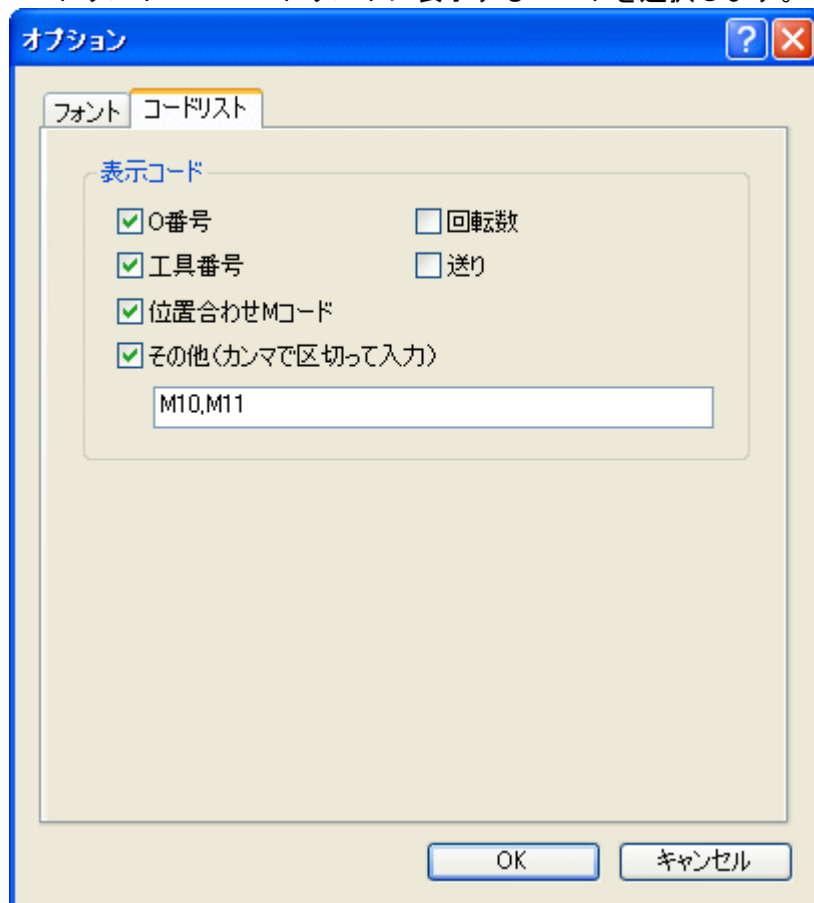 オプション
フォント コードリスト
表示コード
O番号 回転数
工具番号 送り
位置合わせMコード
その他(カンマで区切って入力)
M10,M11
OK キャンセル